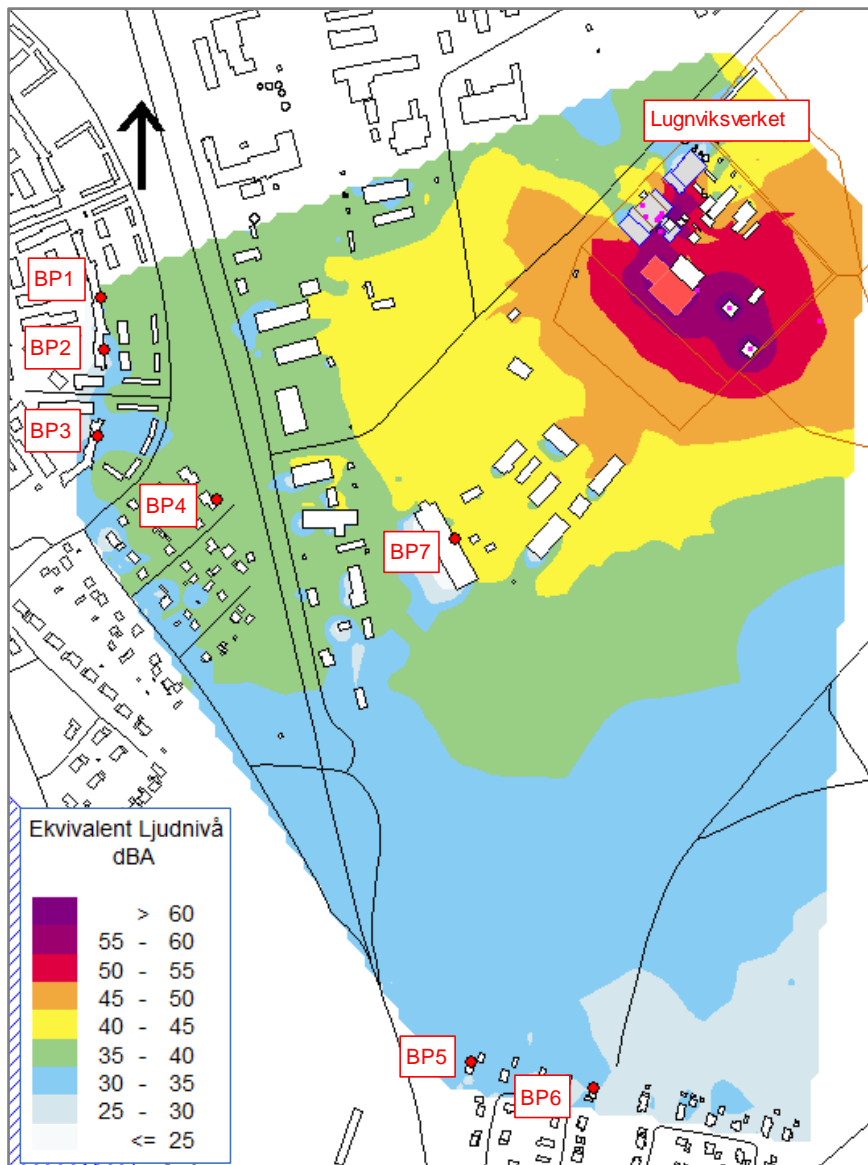 Lugnviksverket
BP1
BP2
BP3
BP4
BP7
BP5
BP6
Ekvivalent Ljudnivå
dBA
> 60
55 - 60
50 - 55
45 - 50
40 - 45
35 - 40
30 - 35
25 - 30
<= 25